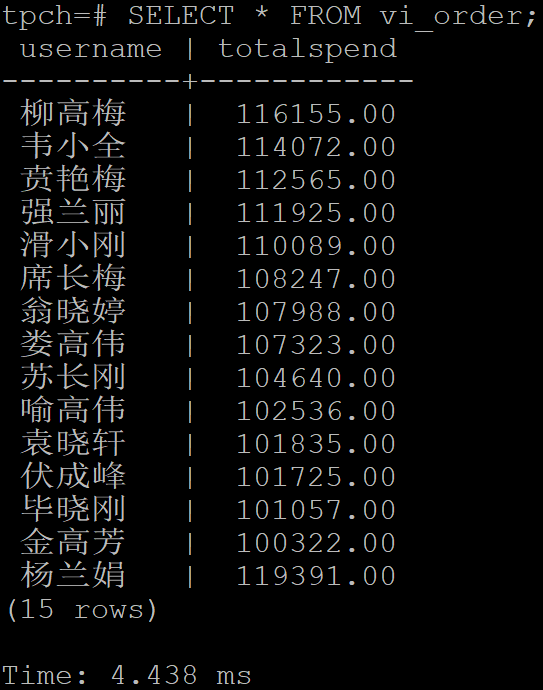 tpch=# SELECT * FROM vi_order;
 username | totalspend
----------+------------
 柳高梅   |  116155.00
 韦小全   |  114072.00
 贲艳梅   |  112565.00
 强兰丽   |  111925.00
 滑小刚   |  110089.00
 席长梅   |  108247.00
 翁晓婷   |  107988.00
 娄高伟   |  107323.00
 苏长刚   |  104640.00
 喻高伟   |  102536.00
 袁晓轩   |  101835.00
 伏成峰   |  101725.00
 毕晓刚   |  101057.00
 金高芳   |  100322.00
 杨兰娟   |  119391.00
(15 rows)
Time: 4.438 ms